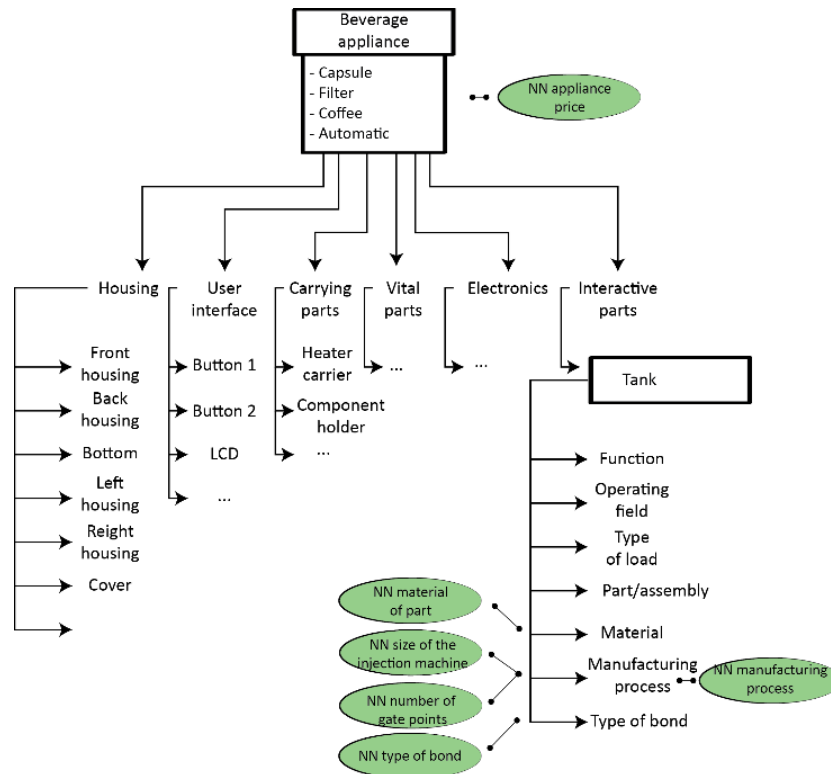 Beverage
appliance
- Capsule
- Filter
- Coffee
- Automatic
NN appliance
price
Housing
User
interface
Carrying
parts
Vital
parts
Electronics
Interactive
parts
Front
housing
Back
housing
Bottom
Left
housing
Reight
housing
Cover
Button 1
Button 2
LCD
...
Heater
carrier
Component
holder
...
...
...
Tank
Function
Operating
field
Type
of load
Part/assembly
Material
Manufacturing
process
Type of bond
NN material
of part
NN size of the
injection machine
NN number of
gate points
NN type of bond
NN manufacturing
process